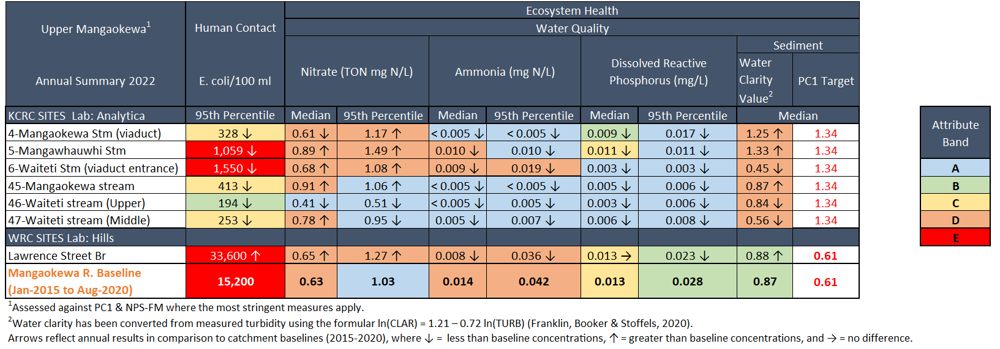 Ecosystem Health
Upper Mangaokewa1 Human Contact Water Quality
Sediment
Annual Summary 2022 E. coli/100 ml Nitrate (TON mg N/L) Ammonia (mg N/L) Dissolved Reactive Phosphorus (mg/L) Water Clarity Value2 PC1 Target
KCRC SITES Lab: Analytica 95th Percentile Median 95th Percentile Median 95th Percentile Median 95th Percentile Median
4-Mangaokewa Stm (viaduct) 328 ↓ 0.61 ↓ 1.17 ↑ < 0.005 ↓ < 0.005 ↓ 0.009 ↓ 0.017 ↓ 1.25 ↑ 1.34
5-Mangawhauwhi Stm 1,059 ↓ 0.89 ↑ 1.49 ↑ 0.010 ↓ 0.010 ↓ 0.011 ↓ 0.011 ↓ 1.33 ↑ 1.34
6-Waiteti Stm (viaduct entrance) 1,550 ↓ 0.68 ↑ 1.08 ↑ 0.009 ↓ 0.019 ↓ 0.003 ↓ 0.003 ↓ 0.45 ↓ 1.34
45-Mangaokewa stream 413 ↓ 0.91 ↑ 1.06 ↑ < 0.005 ↓ < 0.005 ↓ 0.005 ↓ 0.006 ↓ 0.87 ↑ 1.34
46-Waiteti stream (Upper) 194 ↓ 0.41 ↓ 0.51 ↓ < 0.005 ↓ 0.005 ↓ 0.003 ↓ 0.006 ↓ 0.84 ↓ 1.34
47-Waiteti stream (Middle) 253 ↓ 0.78 ↑ 0.95 ↓ 0.005 ↓ 0.007 ↓ 0.006 ↓ 0.008 ↓ 0.56 ↓ 1.34
WRC SITES Lab: Hills
Lawrence Street Br 33,600 ↑ 0.65 ↑ 1.27 ↑ 0.008 ↓ 0.036 ↓ 0.013 → 0.023 ↓ 0.88 ↑ 0.61
Mangaokewa R. Baseline
(Jan-2015 to Aug-2020) 15,200 0.63 1.03 0.014 0.042 0.013 0.028 0.87 0.61
1Assessed against PC1 & NPS-FM where the most stringent measures apply.
2Water clarity has been converted from measured turbidity using the formular ln(CLAR) = 1.21 – 0.72 ln(TURB) (Franklin, Booker & Stoffels, 2020).
Arrows reflect annual results in comparison to catchment baselines (2015-2020), where ↓ = less than baseline concentrations, ↑ = greater than baseline concentrations, and → = no difference.
Attribute
Band
A
B
C
D
E